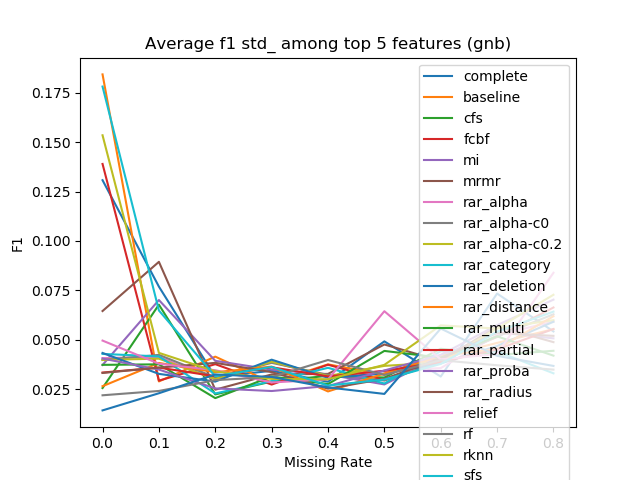 Average f1 std_ among top 5 features (gnb)
F1
0.175
0.150
0.125
0.100
0.075
0.050
0.025
0.0 0.1 0.2 0.3 0.4 0.5 0.6 0.7 0.8
Missing Rate
complete
baseline
cfs
fcbf
mi
mrmr
rar_alpha
rar_alpha-c0
rar_alpha-c0.2
rar_category
rar_deletion
rar_distance
rar_multi
rar_partial
rar_proba
rar_radius
relief
rf
rknn
sfs